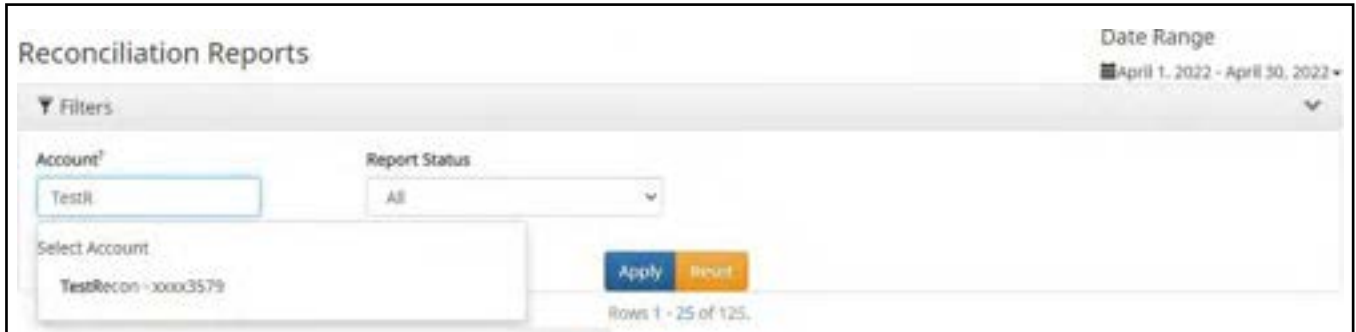 Reconciliation Reports
Date Range
April 1, 2022 - April 30, 2022
Filters
Account
Report Status
TestR
All
Select Account
TestRecon - xxxx3579
Apply Reset
Rows 1 - 25 of 125.